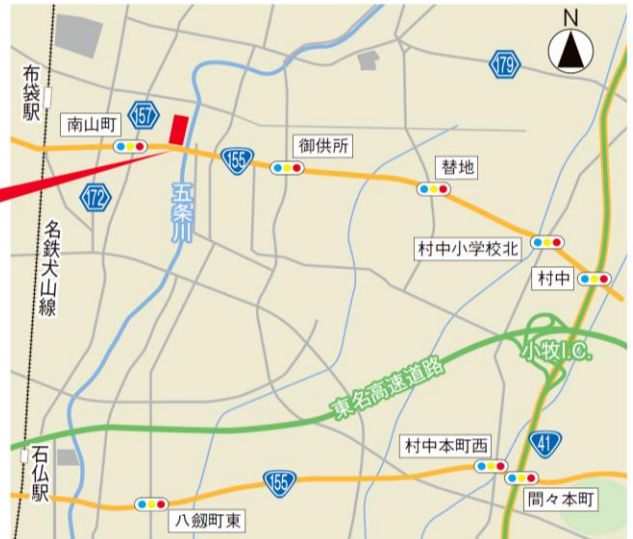 N
布袋駅
179
157
南山町
御供所
155
替地
172
五条川
名鉄犬山線
村中小学校北
村中
小牧I.C.
東名高速道路
41
村中本町西
石仏駅
155
間々本町
八剱町東